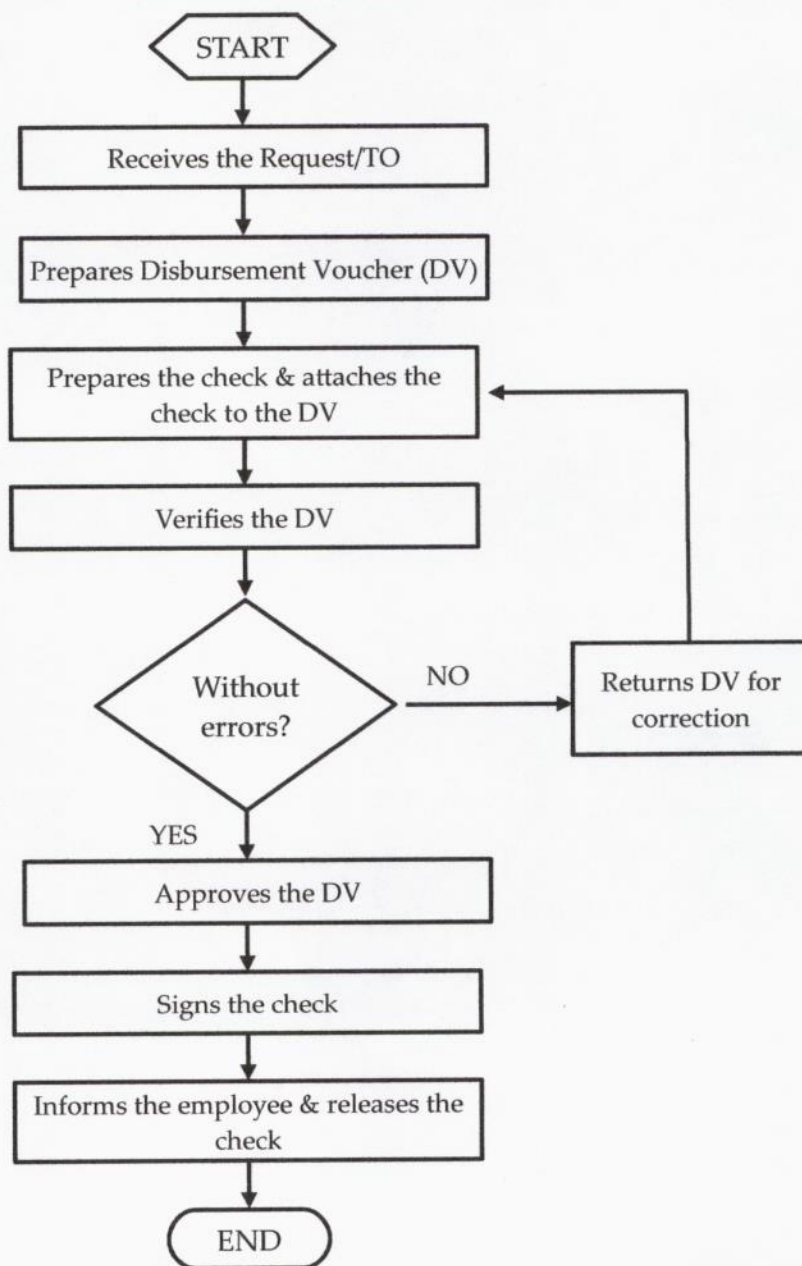 START
Receives the Request/TO
Prepares Disbursement Voucher (DV)
Prepares the check & attaches the
check to the DV
Verifies the DV
Without
errors?
NO
Returns DV for
correction
YES
Approves the DV
Signs the check
Informs the employee & releases the
check
END